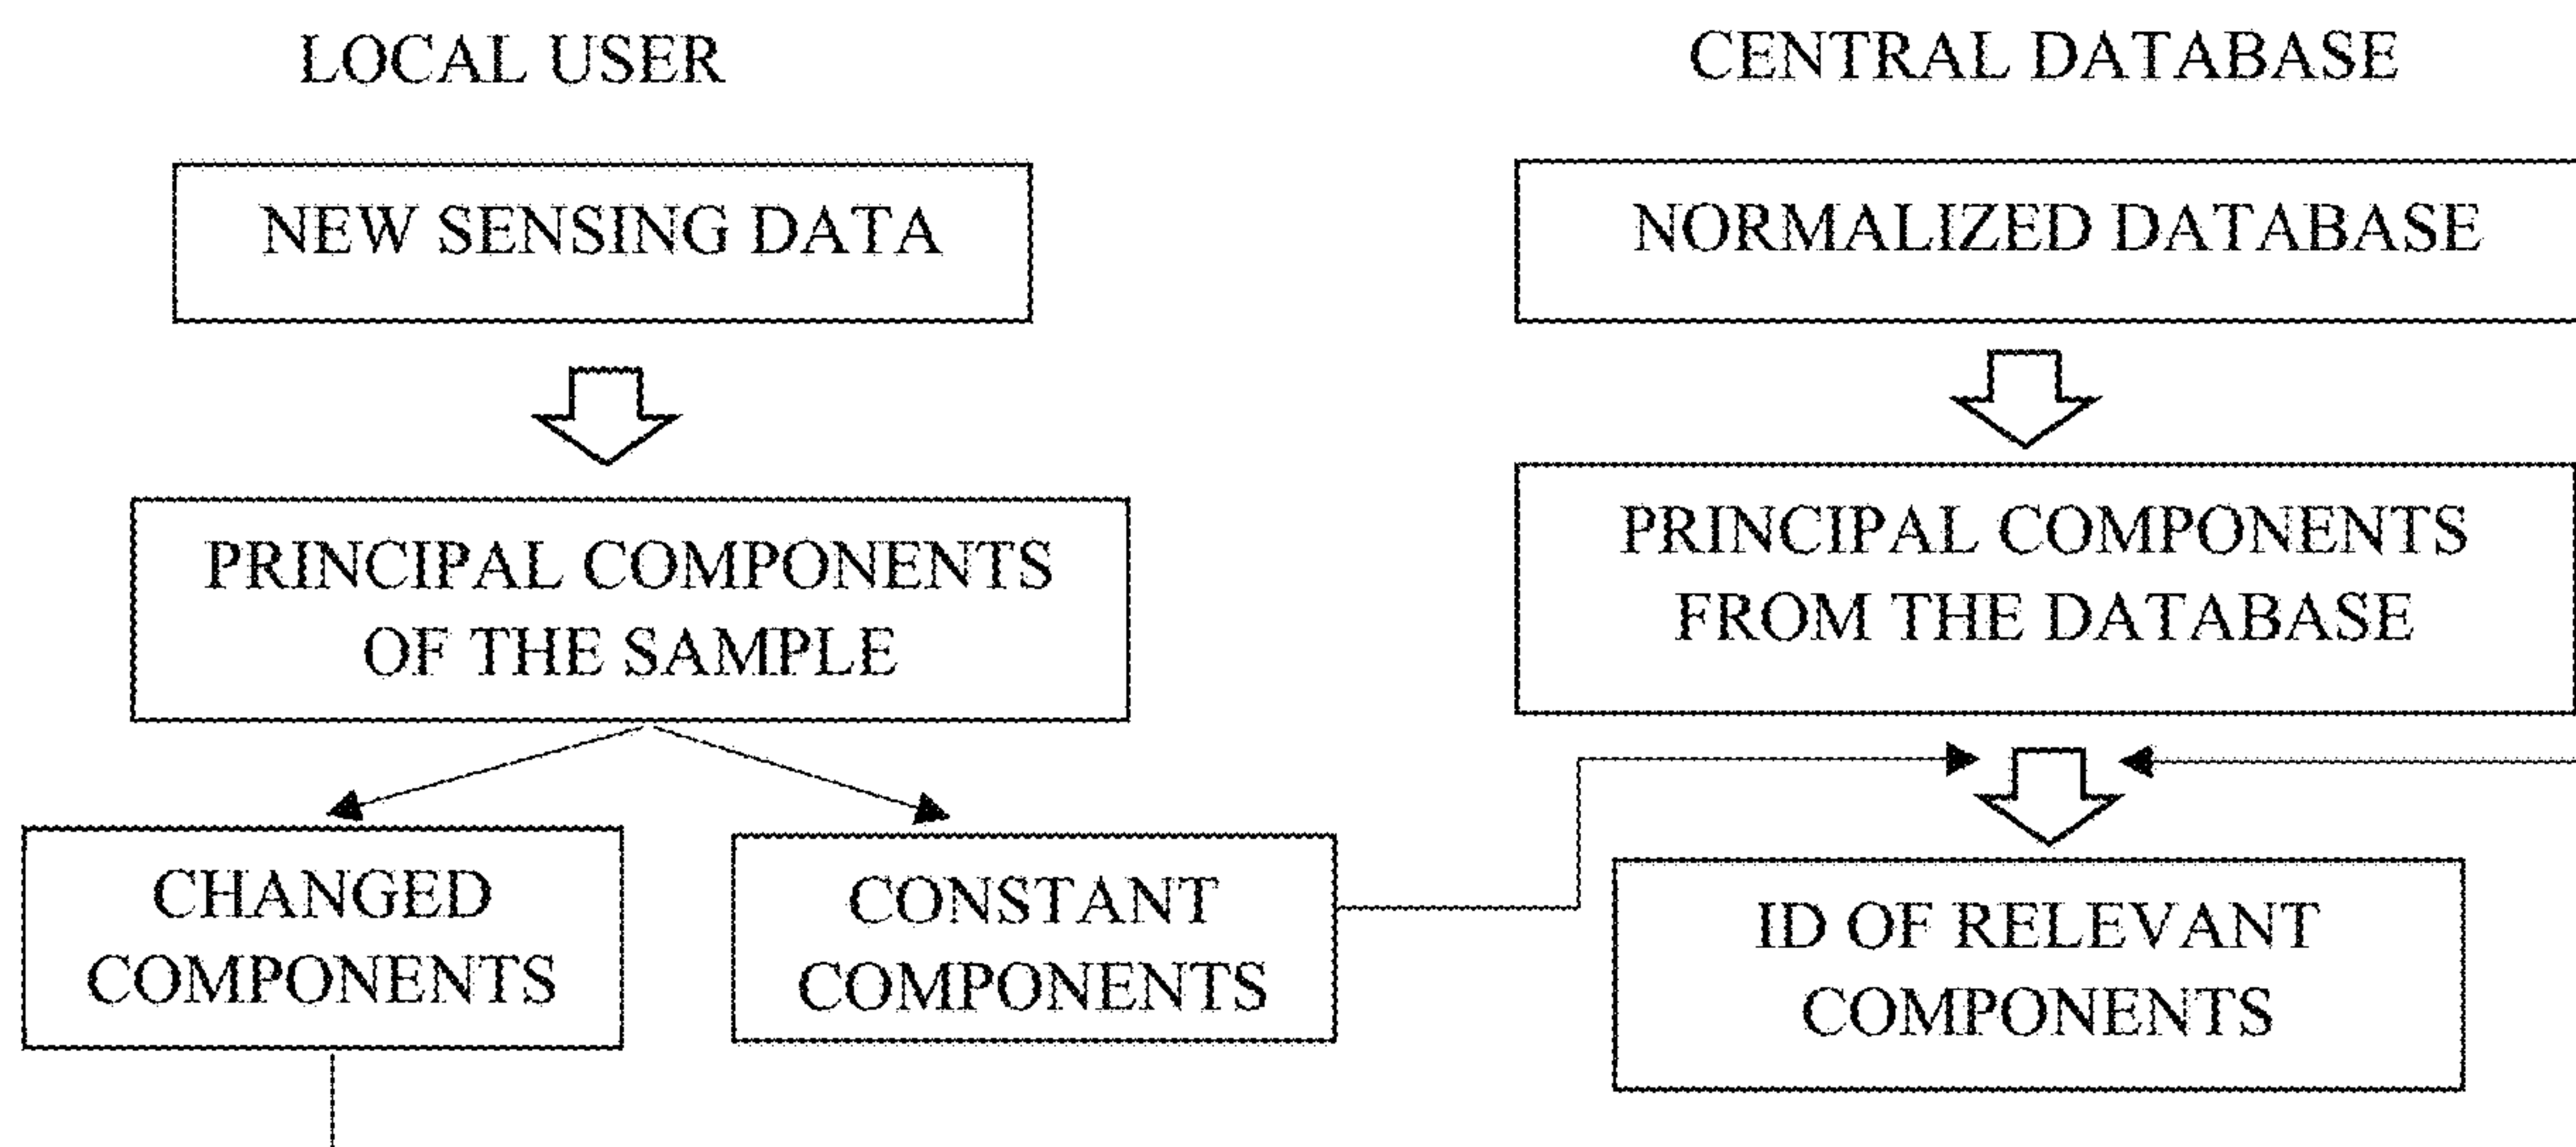 LOCAL USER
CENTRAL DATABASE
NEW SENSING DATA
NORMALIZED DATABASE
PRINCIPAL COMPONENTS
OF THE SAMPLE
PRINCIPAL COMPONENTS
FROM THE DATABASE
CHANGED
COMPONENTS
CONSTANT
COMPONENTS
ID OF RELEVANT
COMPONENTS